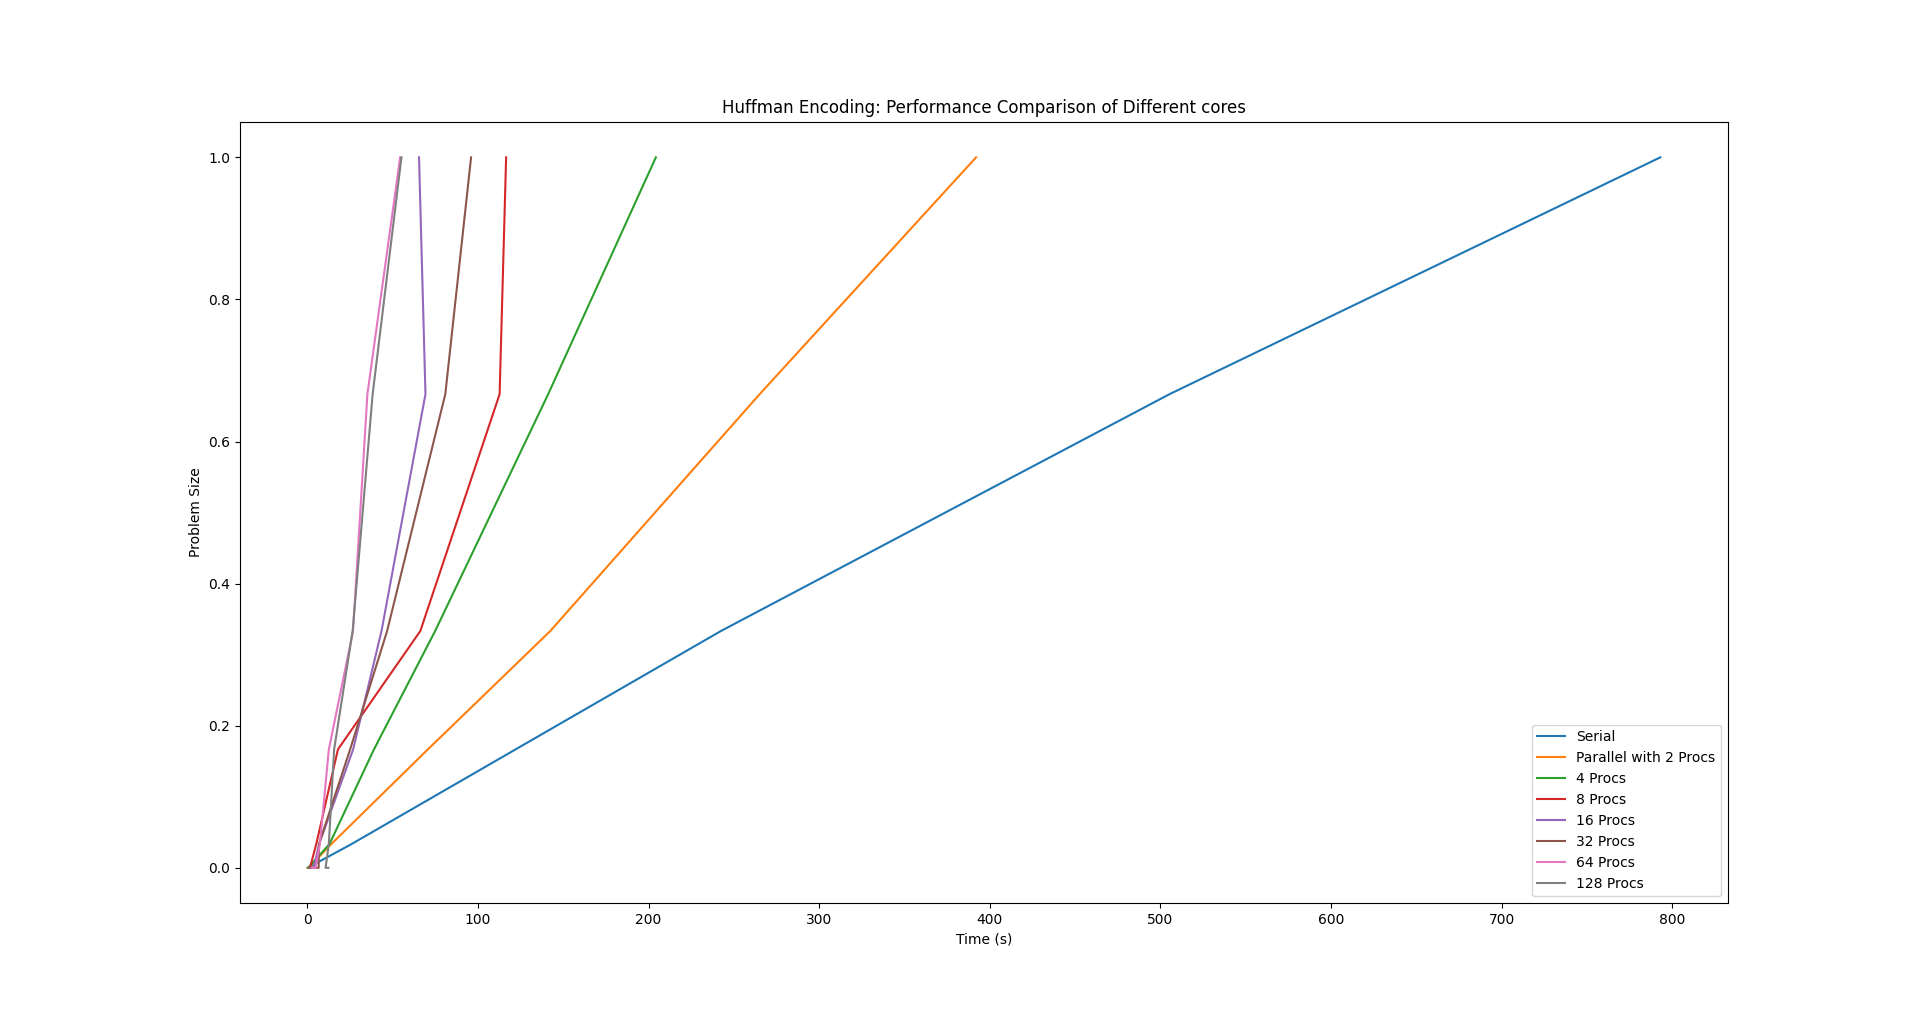 Huffman Encoding: Performance Comparison of Different cores
1.0
0.8
0.6
0.4
0.2
0.0
Problem Size
0 100 200 300 400 500 600 700 800
Time (s)
Serial
Parallel with 2 Procs
4 Procs
8 Procs
16 Procs
32 Procs
64 Procs
128 Procs